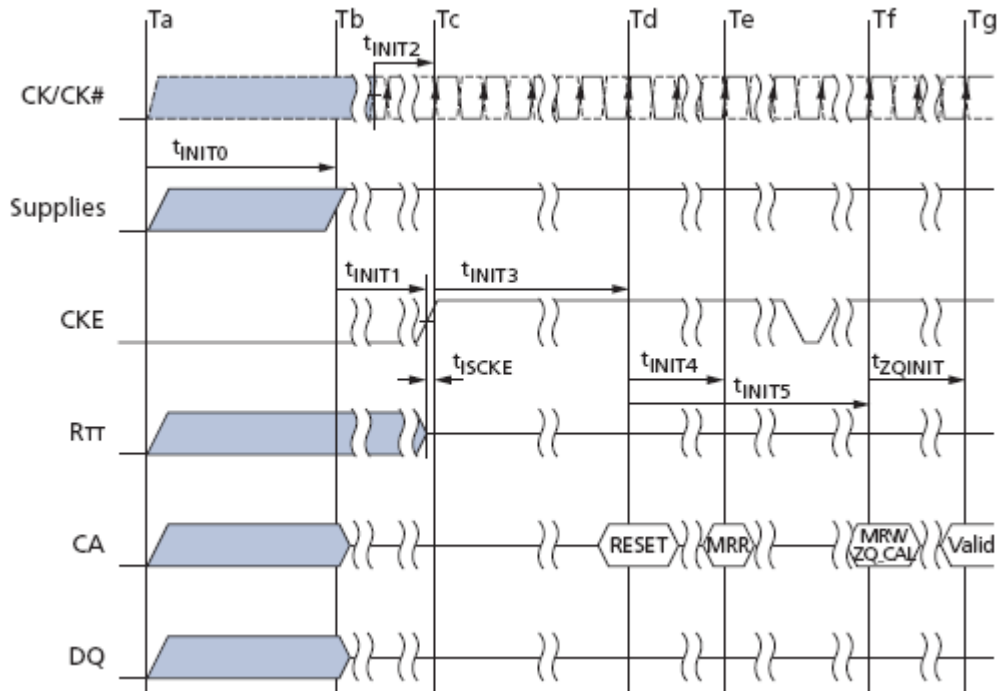 Ta Tb Tc Td Te Tf Tg
tINIT2
CK/CK#
tINIT0
Supplies
tINIT1 tINIT3
CKE
tISCKE tINIT4 tZQINIT
tINIT5
RTT
CA RESET MRR MRW ZQ_CAL Valid
DQ